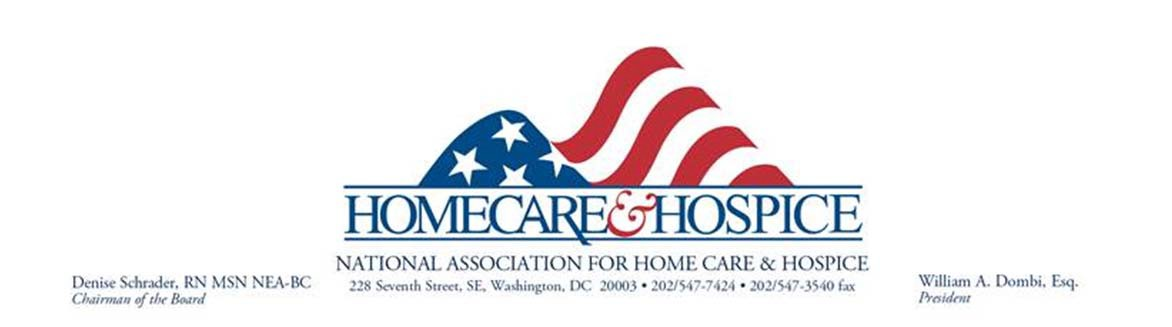 HOMECARE&HOSPICE
NATIONAL ASSOCIATION FOR HOME CARE & HOSPICE
228 Seventh Street, SE, Washington, DC 20003 • 202/547-7424 • 202/547-3540 fax
Denise Schrader, RN MSN NEA-BC
Chairman of the Board
William A. Dombi, Esq.
President